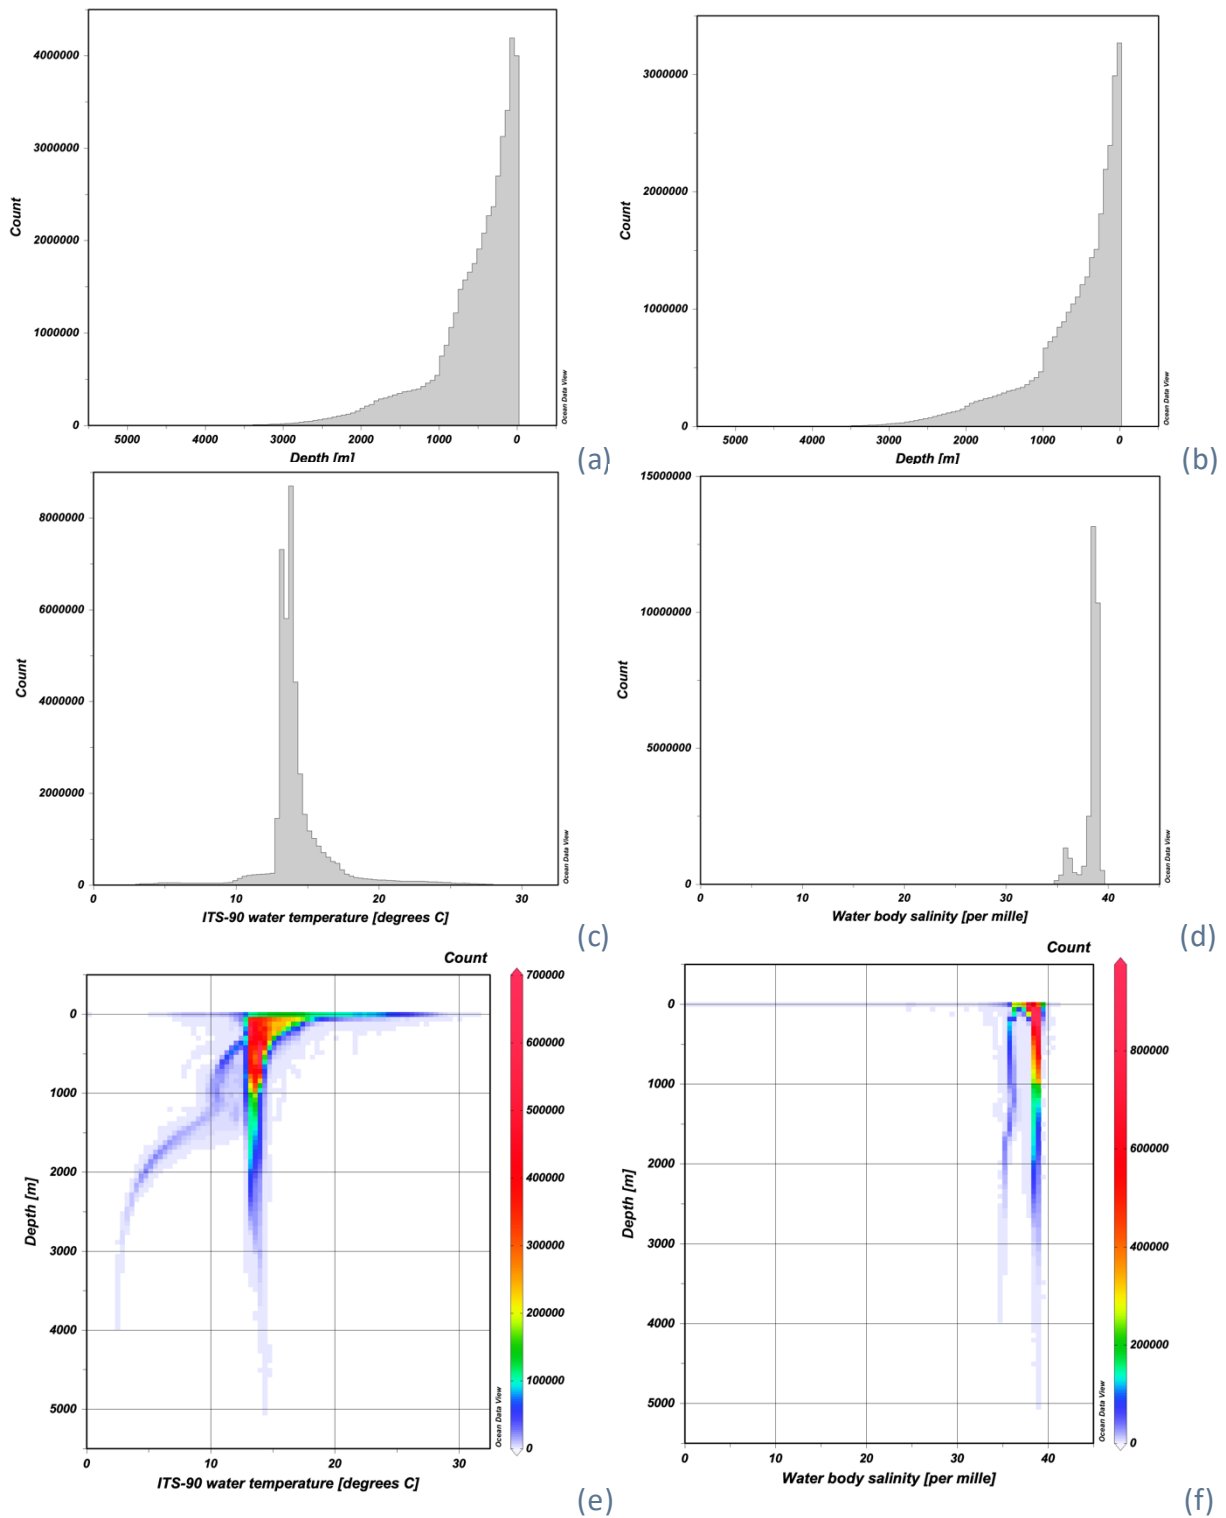 4000000
3000000
2000000
1000000
0
Count
5000 4000 3000 2000 1000 0
Depth [m]
Ocean Data View
(a)
3000000
2000000
1000000
0
Count
5000 4000 3000 2000 1000 0
Depth [m]
Ocean Data View
(b)
8000000
6000000
4000000
2000000
0
Count
0 10 20 30
ITS-90 water temperature [degrees C]
Ocean Data View
(c)
15000000
10000000
5000000
0
Count
0 10 20 30 40
Water body salinity [per mille]
Ocean Data View
(d)
Count
0
1000
2000
3000
4000
5000
Depth [m]
0 10 20 30
ITS-90 water temperature [degrees C]
700000
600000
500000
400000
300000
200000
100000
0
Ocean Data View
(e)
Count
0
1000
2000
3000
4000
5000
Depth [m]
0 10 20 30 40
Water body salinity [per mille]
800000
600000
400000
200000
0
Ocean Data View
(f)